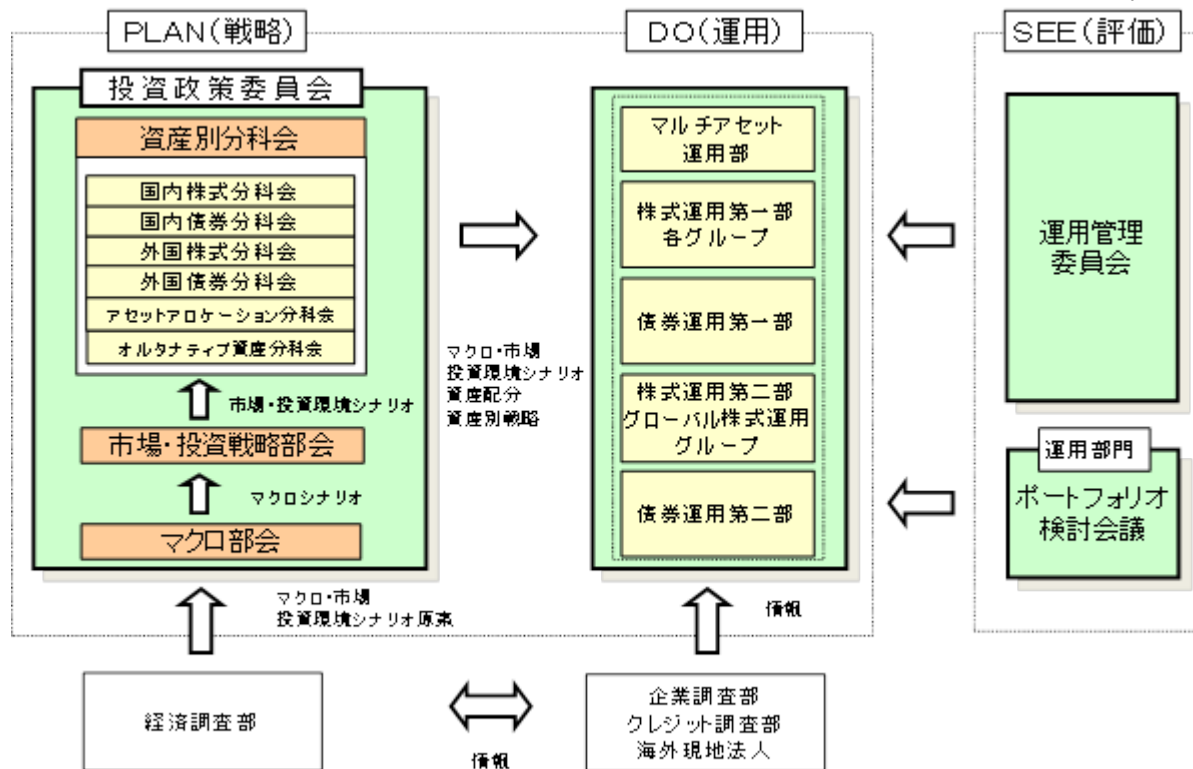 PLAN(戦略)
DO(運用)
SEE(評価)
投資政策委員会
資産別分科会
国内株式分科会
国内債券分科会
外国株式分科会
外国債券分科会
アセットアロケーション分科会
オルタナティブ資産分科会
市場・投資環境シナリオ
市場・投資戦略部会
マクロシナリオ
マクロ部会
マクロ・市場
投資環境シナリオ原案
経済調査部
マクロ・市場
投資環境シナリオ
資産配分
資産別戦略
マルチアセット
運用部
株式運用第一部
各グループ
債券運用第一部
株式運用第二部
グローバル株式運用
グループ
債券運用第二部
情報
企業調査部
クレジット調査部
海外現地法人
情報
運用管理
委員会
運用部門
ポートフォリオ
検討会議